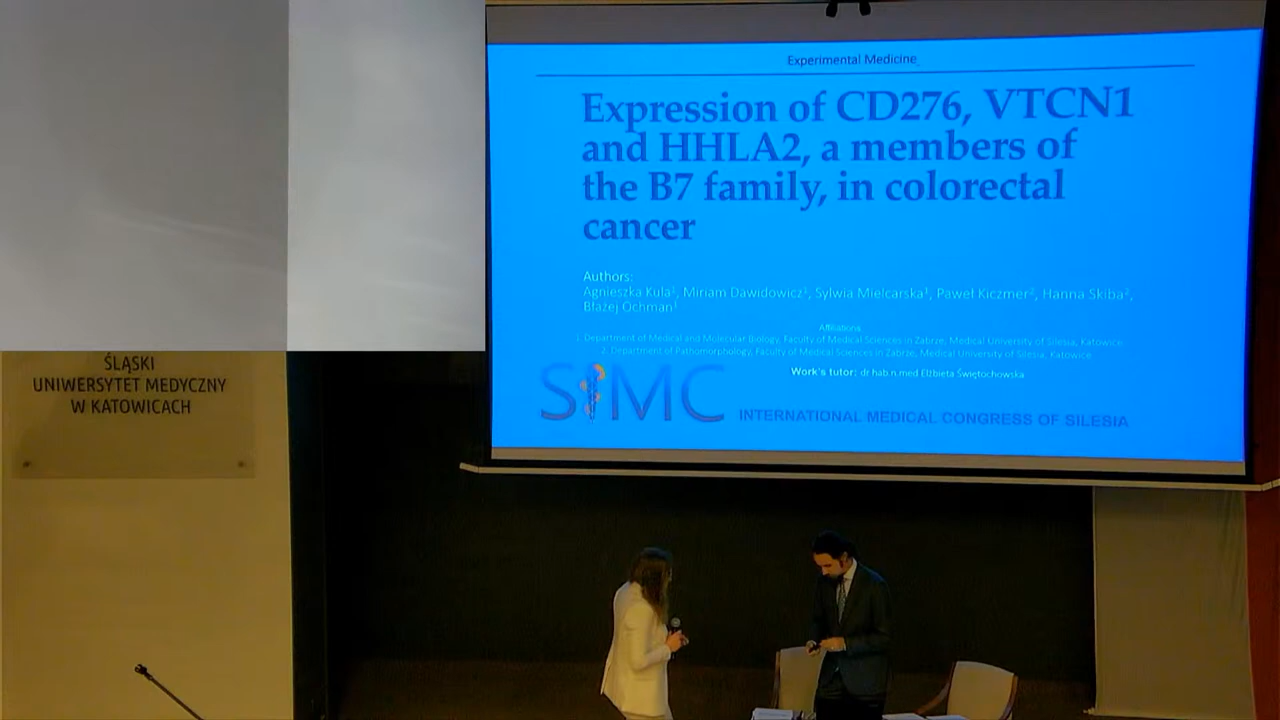 Experimental Medicine
Expression of CD276, VTCN1
and HHLA2, a members of
the B7 family, in colorectal
cancer
Authors:
Agnieszka Kula¹, Miriam Dawidowicz¹, Sylwia Mielcarska¹, Paweł Kiczmer², Hanna Skiba²,
Błażej Ochman¹
Affiliations
1. Department of Medical and Molecular Biology, Faculty of Medical Sciences in Zabrze, Medical University of Silesia, Katowice
2. Department of Pathomorphology, Faculty of Medical Sciences in Zabrze, Medical University of Silesia, Katowice
Work's tutor: dr hab.n.med Elżbieta Świętochowska
SIMC INTERNATIONAL MEDICAL CONGRESS OF SILESIA
ŚLĄSKI
UNIWERSYTET MEDYCZNY
W KATOWICACH